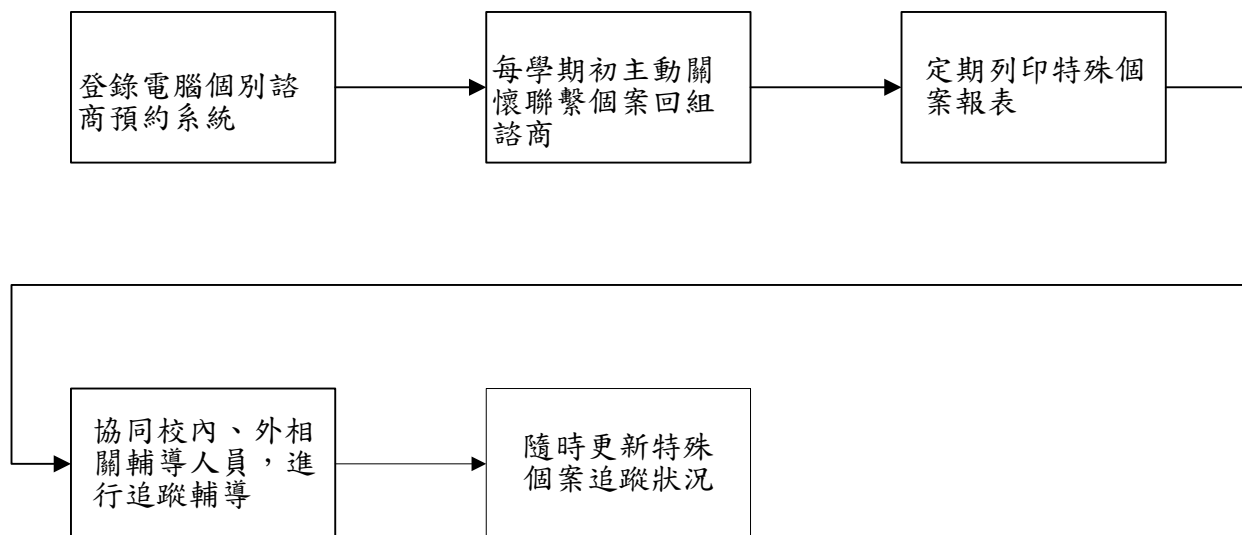 登錄電腦個別諮
商預約系統
每學期初主動關
懷聯繫個案回組
諮商
定期列印特殊個
案報表
協同校內、外相
關輔導人員，進
行追蹤輔導
隨時更新特殊
個案追蹤狀況